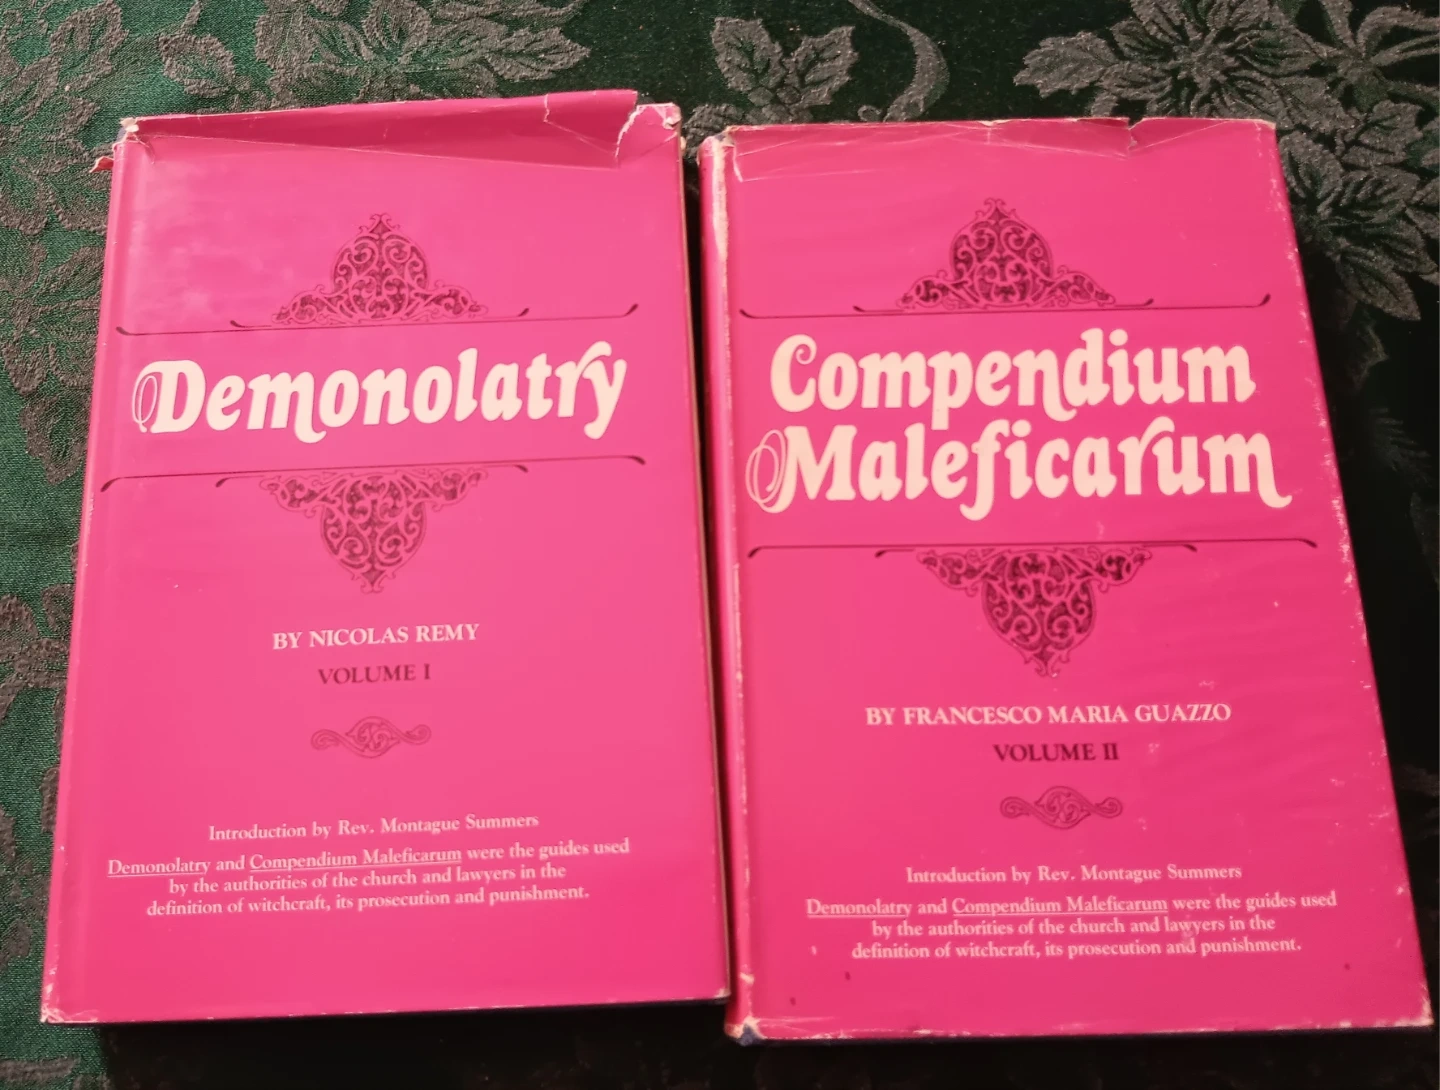 Demonolatry
BY NICOLAS REMY
VOLUME I
Introduction by Rev. Montague Summers
Demonolatry and Compendium Maleficarum were the guides used
by the authorities of the church and lawyers in the
definition of witchcraft, its prosecution and punishment.
Compendium
Maleficarum
BY FRANCESCO MARIA GUAZZO
VOLUME II
Introduction by Rev. Montague Summers
Demonolatry and Compendium Maleficarum were the guides used
by the authorities of the church and lawyers in the
definition of witchcraft, its prosecution and punishment.